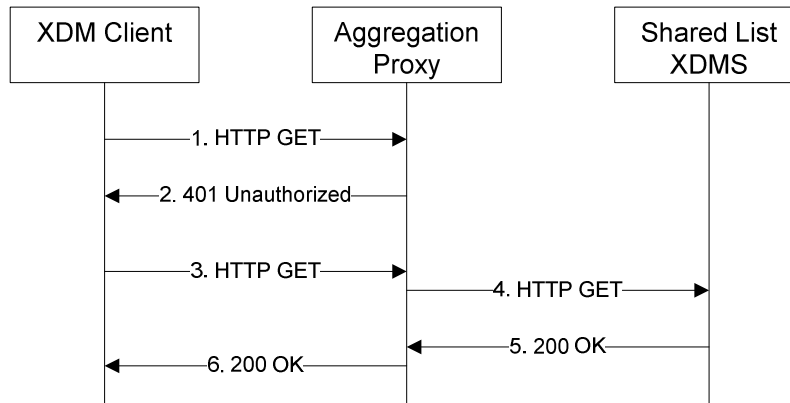 XDM Client
Aggregation
Proxy
Shared List
XDMS
1. HTTP GET
2. 401 Unauthorized
3. HTTP GET
4. HTTP GET
5. 200 OK
6. 200 OK